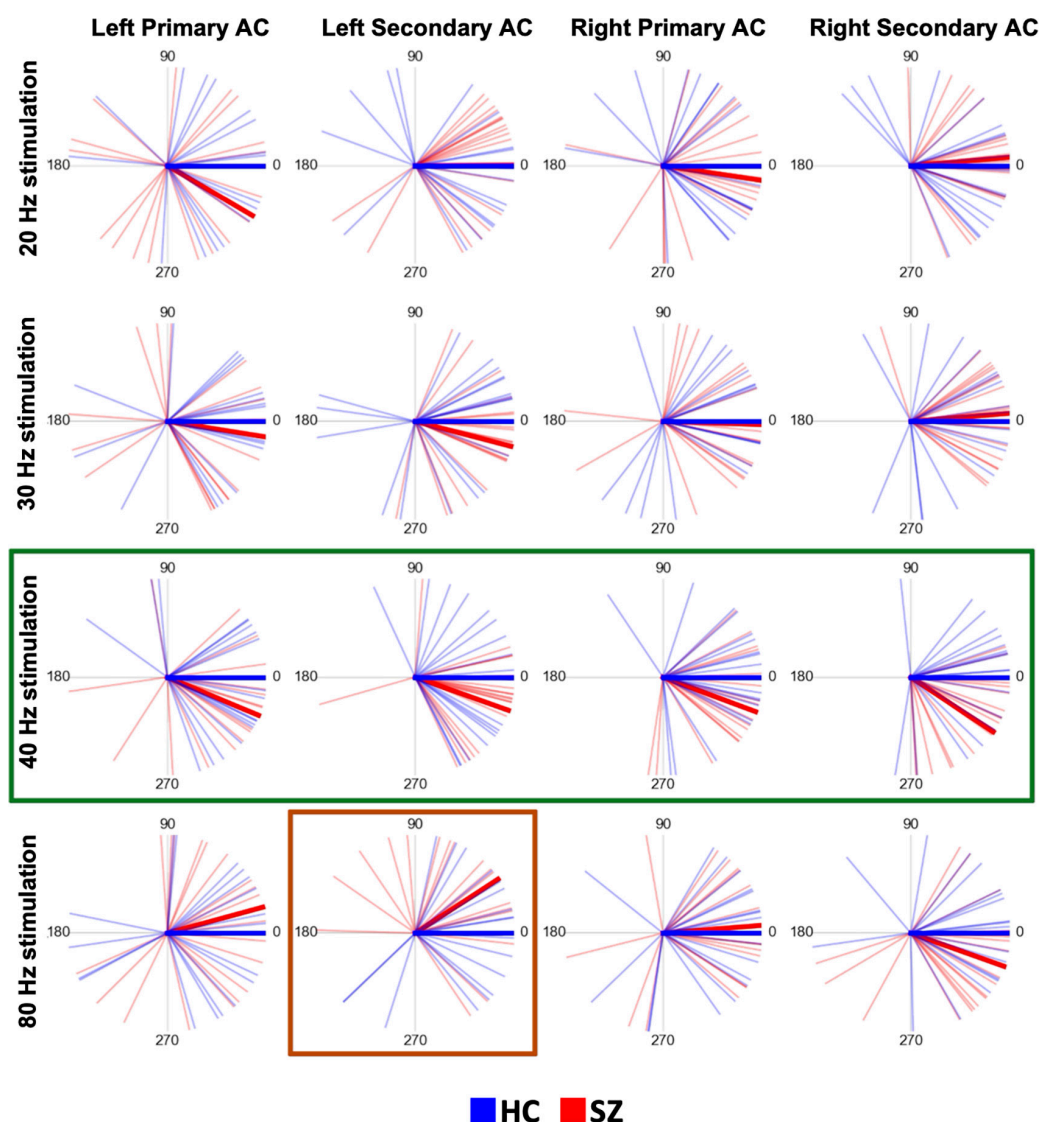 Left Primary AC Left Secondary AC Right Primary AC Right Secondary AC
20 Hz stimulation
90 90 90 90
180 0 180 0 180 0 180 0
270 270 270 270
30 Hz stimulation
90 90 90 90
180 0 180 0 180 0 180 0
270 270 270 270
40 Hz stimulation
90 90 90 90
180 0 180 0 180 0 180 0
270 270 270 270
80 Hz stimulation
90 90 90 90
180 0 180 0 180 0 180 0
270 270 270 270
HC SZ